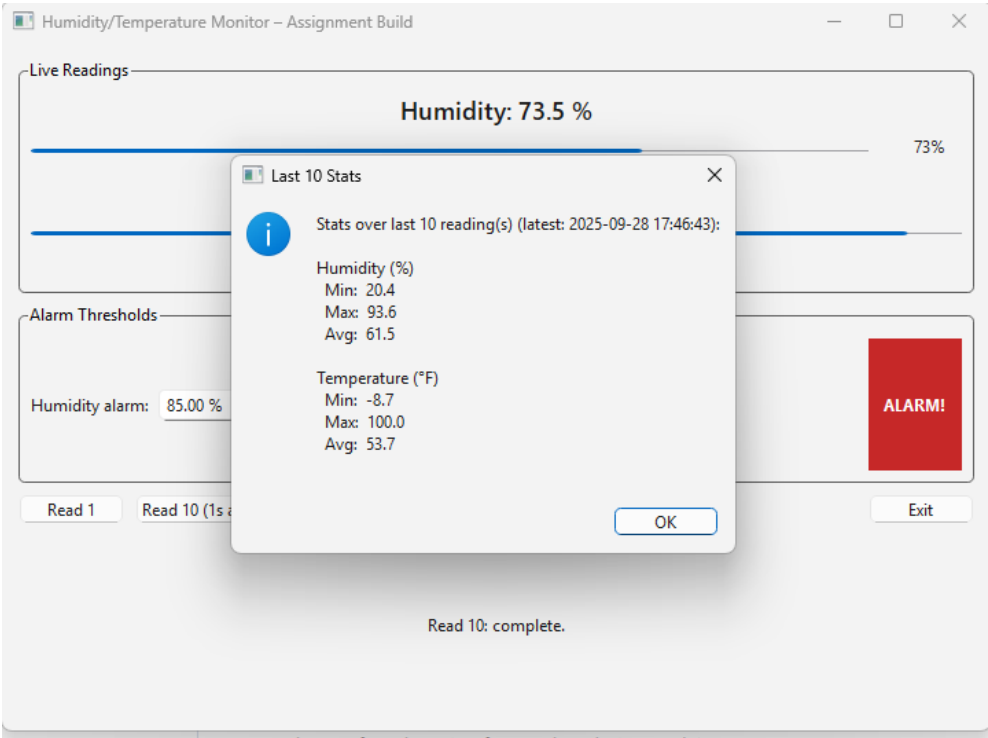 Humidity/Temperature Monitor – Assignment Build
Live Readings
Humidity: 73.5 %
73%
Last 10 Stats
Stats over last 10 reading(s) (latest: 2025-09-28 17:46:43):
Humidity (%)
Min: 20.4
Max: 93.6
Avg: 61.5
Temperature (°F)
Min: -8.7
Max: 100.0
Avg: 53.7
OK
Alarm Thresholds
Humidity alarm: 85.00 %
ALARM!
Read 1
Read 10 (1s
Exit
Read 10: complete.